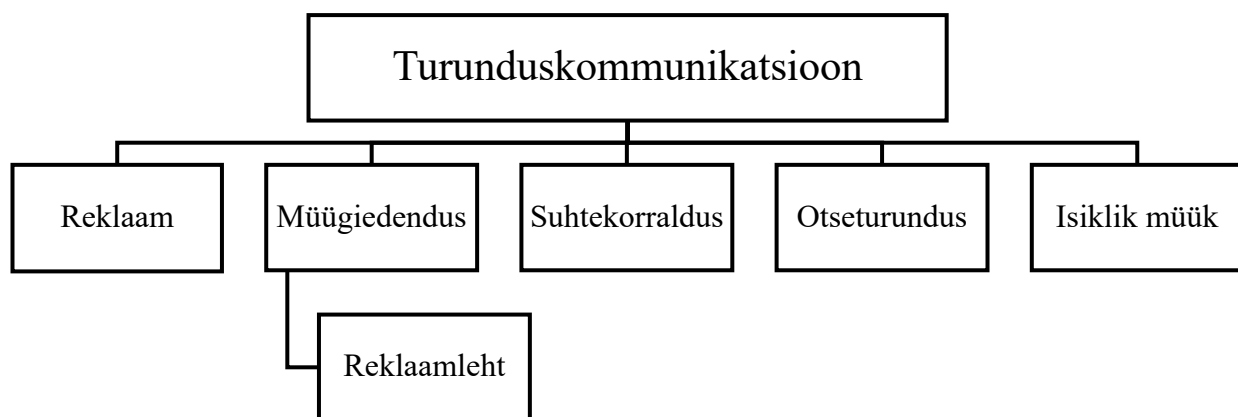 Turunduskommunikatsioon
Reklaam
Müügiedendus
Suhtekorraldus
Otseturundus
Isiklik müük
Reklaamleht